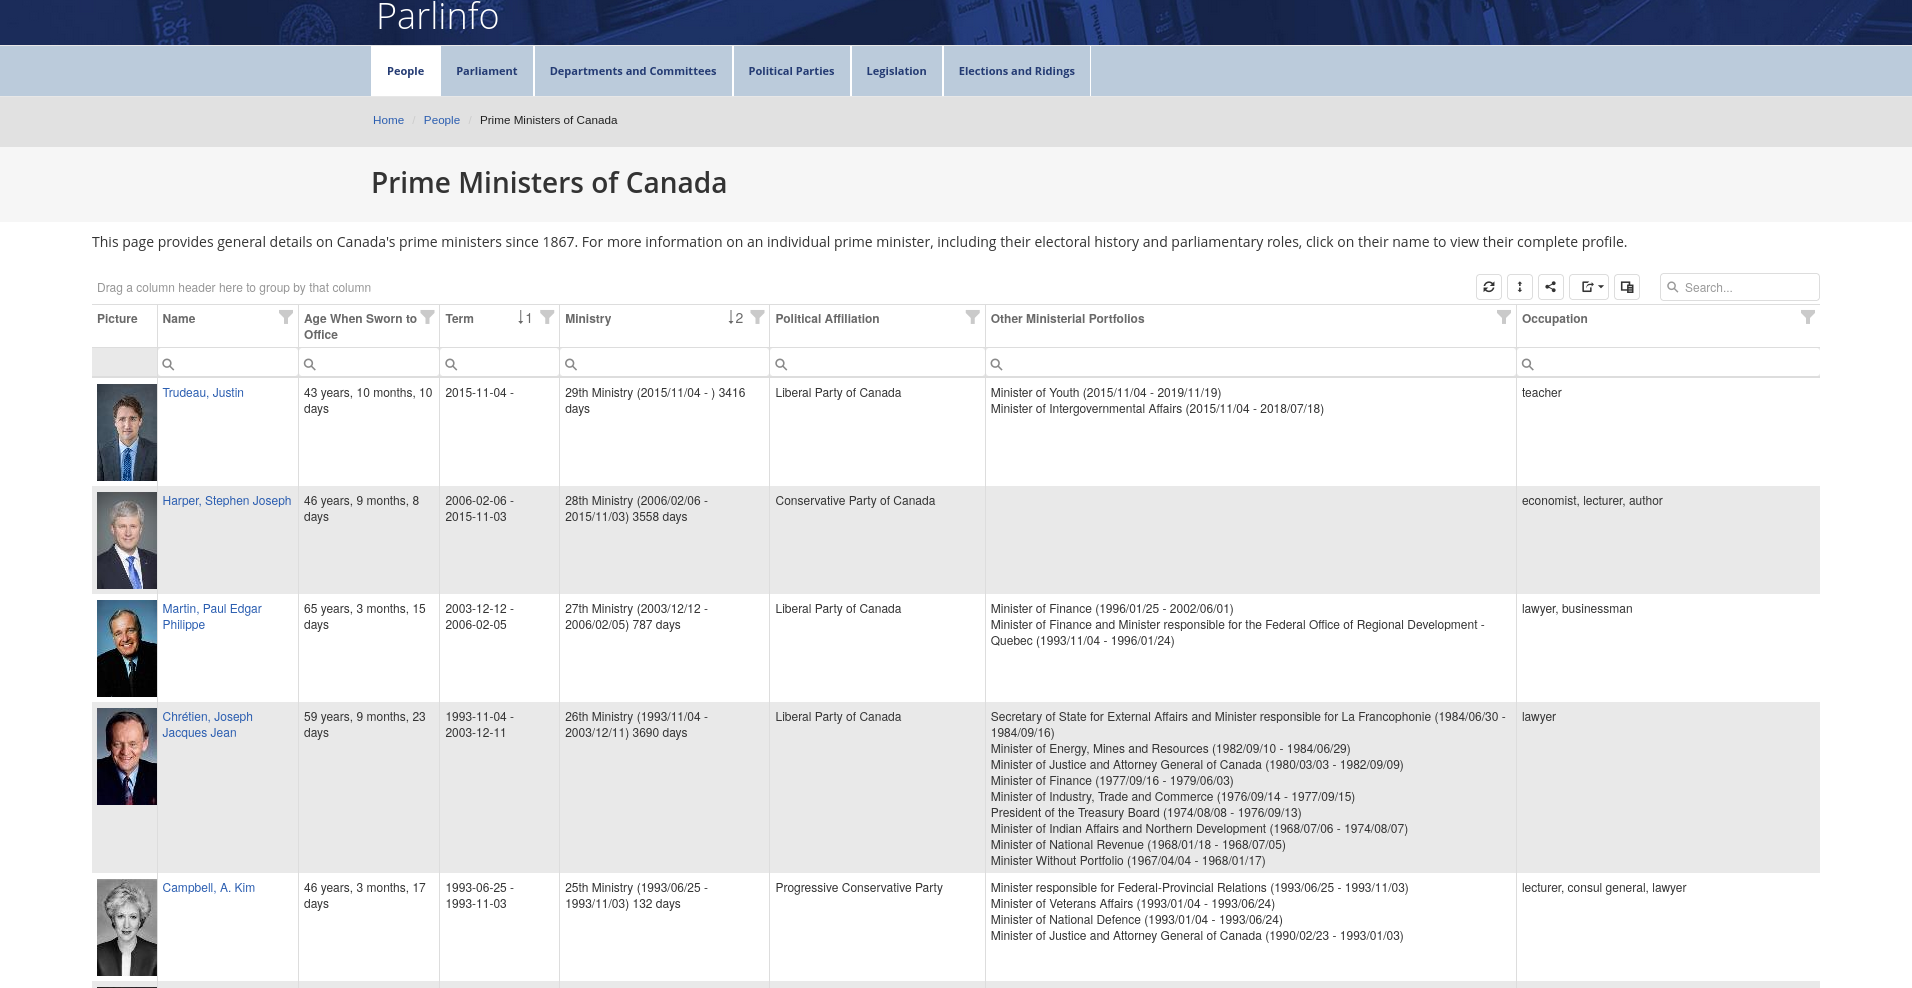 Parlinfo
People
Parliament
Departments and Committees
Political Parties
Legislation
Elections and Ridings
Home / People / Prime Ministers of Canada
Prime Ministers of Canada
This page provides general details on Canada's prime ministers since 1867. For more information on an individual prime minister, including their electoral history and parliamentary roles, click on their name to view their complete profile.
Drag a column header here to group by that column
Search...
Picture
Name
Age When Sworn to
Office
Term
1
Ministry
2
Political Affiliation
Other Ministerial Portfolios
Occupation
Trudeau, Justin
43 years, 10 months, 10
days
2015-11-04 -
29th Ministry (2015/11/04 - ) 3416
days
Liberal Party of Canada
Minister of Youth (2015/11/04 - 2019/11/19)
Minister of Intergovernmental Affairs (2015/11/04 - 2018/07/18)
teacher
Harper, Stephen Joseph
46 years, 9 months, 8
days
2006-02-06 -
2015-11-03
28th Ministry (2006/02/06 -
2015/11/03) 3558 days
Conservative Party of Canada
economist, lecturer, author
Martin, Paul Edgar
Philippe
65 years, 3 months, 15
days
2003-12-12 -
2006-02-05
27th Ministry (2003/12/12 -
2006/02/05) 787 days
Liberal Party of Canada
Minister of Finance (1996/01/25 - 2002/06/01)
Minister of Finance and Minister responsible for the Federal Office of Regional Development -
Quebec (1993/11/04 - 1996/01/24)
lawyer, businessman
Chrétien, Joseph
Jacques Jean
59 years, 9 months, 23
days
1993-11-04 -
2003-12-11
26th Ministry (1993/11/04 -
2003/12/11) 3690 days
Liberal Party of Canada
Secretary of State for External Affairs and Minister responsible for La Francophonie (1984/06/30 -
1984/09/16)
Minister of Energy, Mines and Resources (1982/09/10 - 1984/06/29)
Minister of Justice and Attorney General of Canada (1980/03/03 - 1982/09/09)
Minister of Finance (1977/09/16 - 1979/06/03)
Minister of Industry, Trade and Commerce (1976/09/14 - 1977/09/15)
President of the Treasury Board (1974/08/08 - 1976/09/13)
Minister of Indian Affairs and Northern Development (1968/07/06 - 1974/08/07)
Minister of National Revenue (1968/01/18 - 1968/07/05)
Minister Without Portfolio (1967/04/04 - 1968/01/17)
lawyer
Campbell, A. Kim
46 years, 3 months, 17
days
1993-06-25 -
1993-11-03
25th Ministry (1993/06/25 -
1993/11/03) 132 days
Progressive Conservative Party
Minister responsible for Federal-Provincial Relations (1993/06/25 - 1993/11/03)
Minister of Veterans Affairs (1993/01/04 - 1993/06/24)
Minister of National Defence (1993/01/04 - 1993/06/24)
Minister of Justice and Attorney General of Canada (1990/02/23 - 1993/01/03)
lecturer, consul general, lawyer